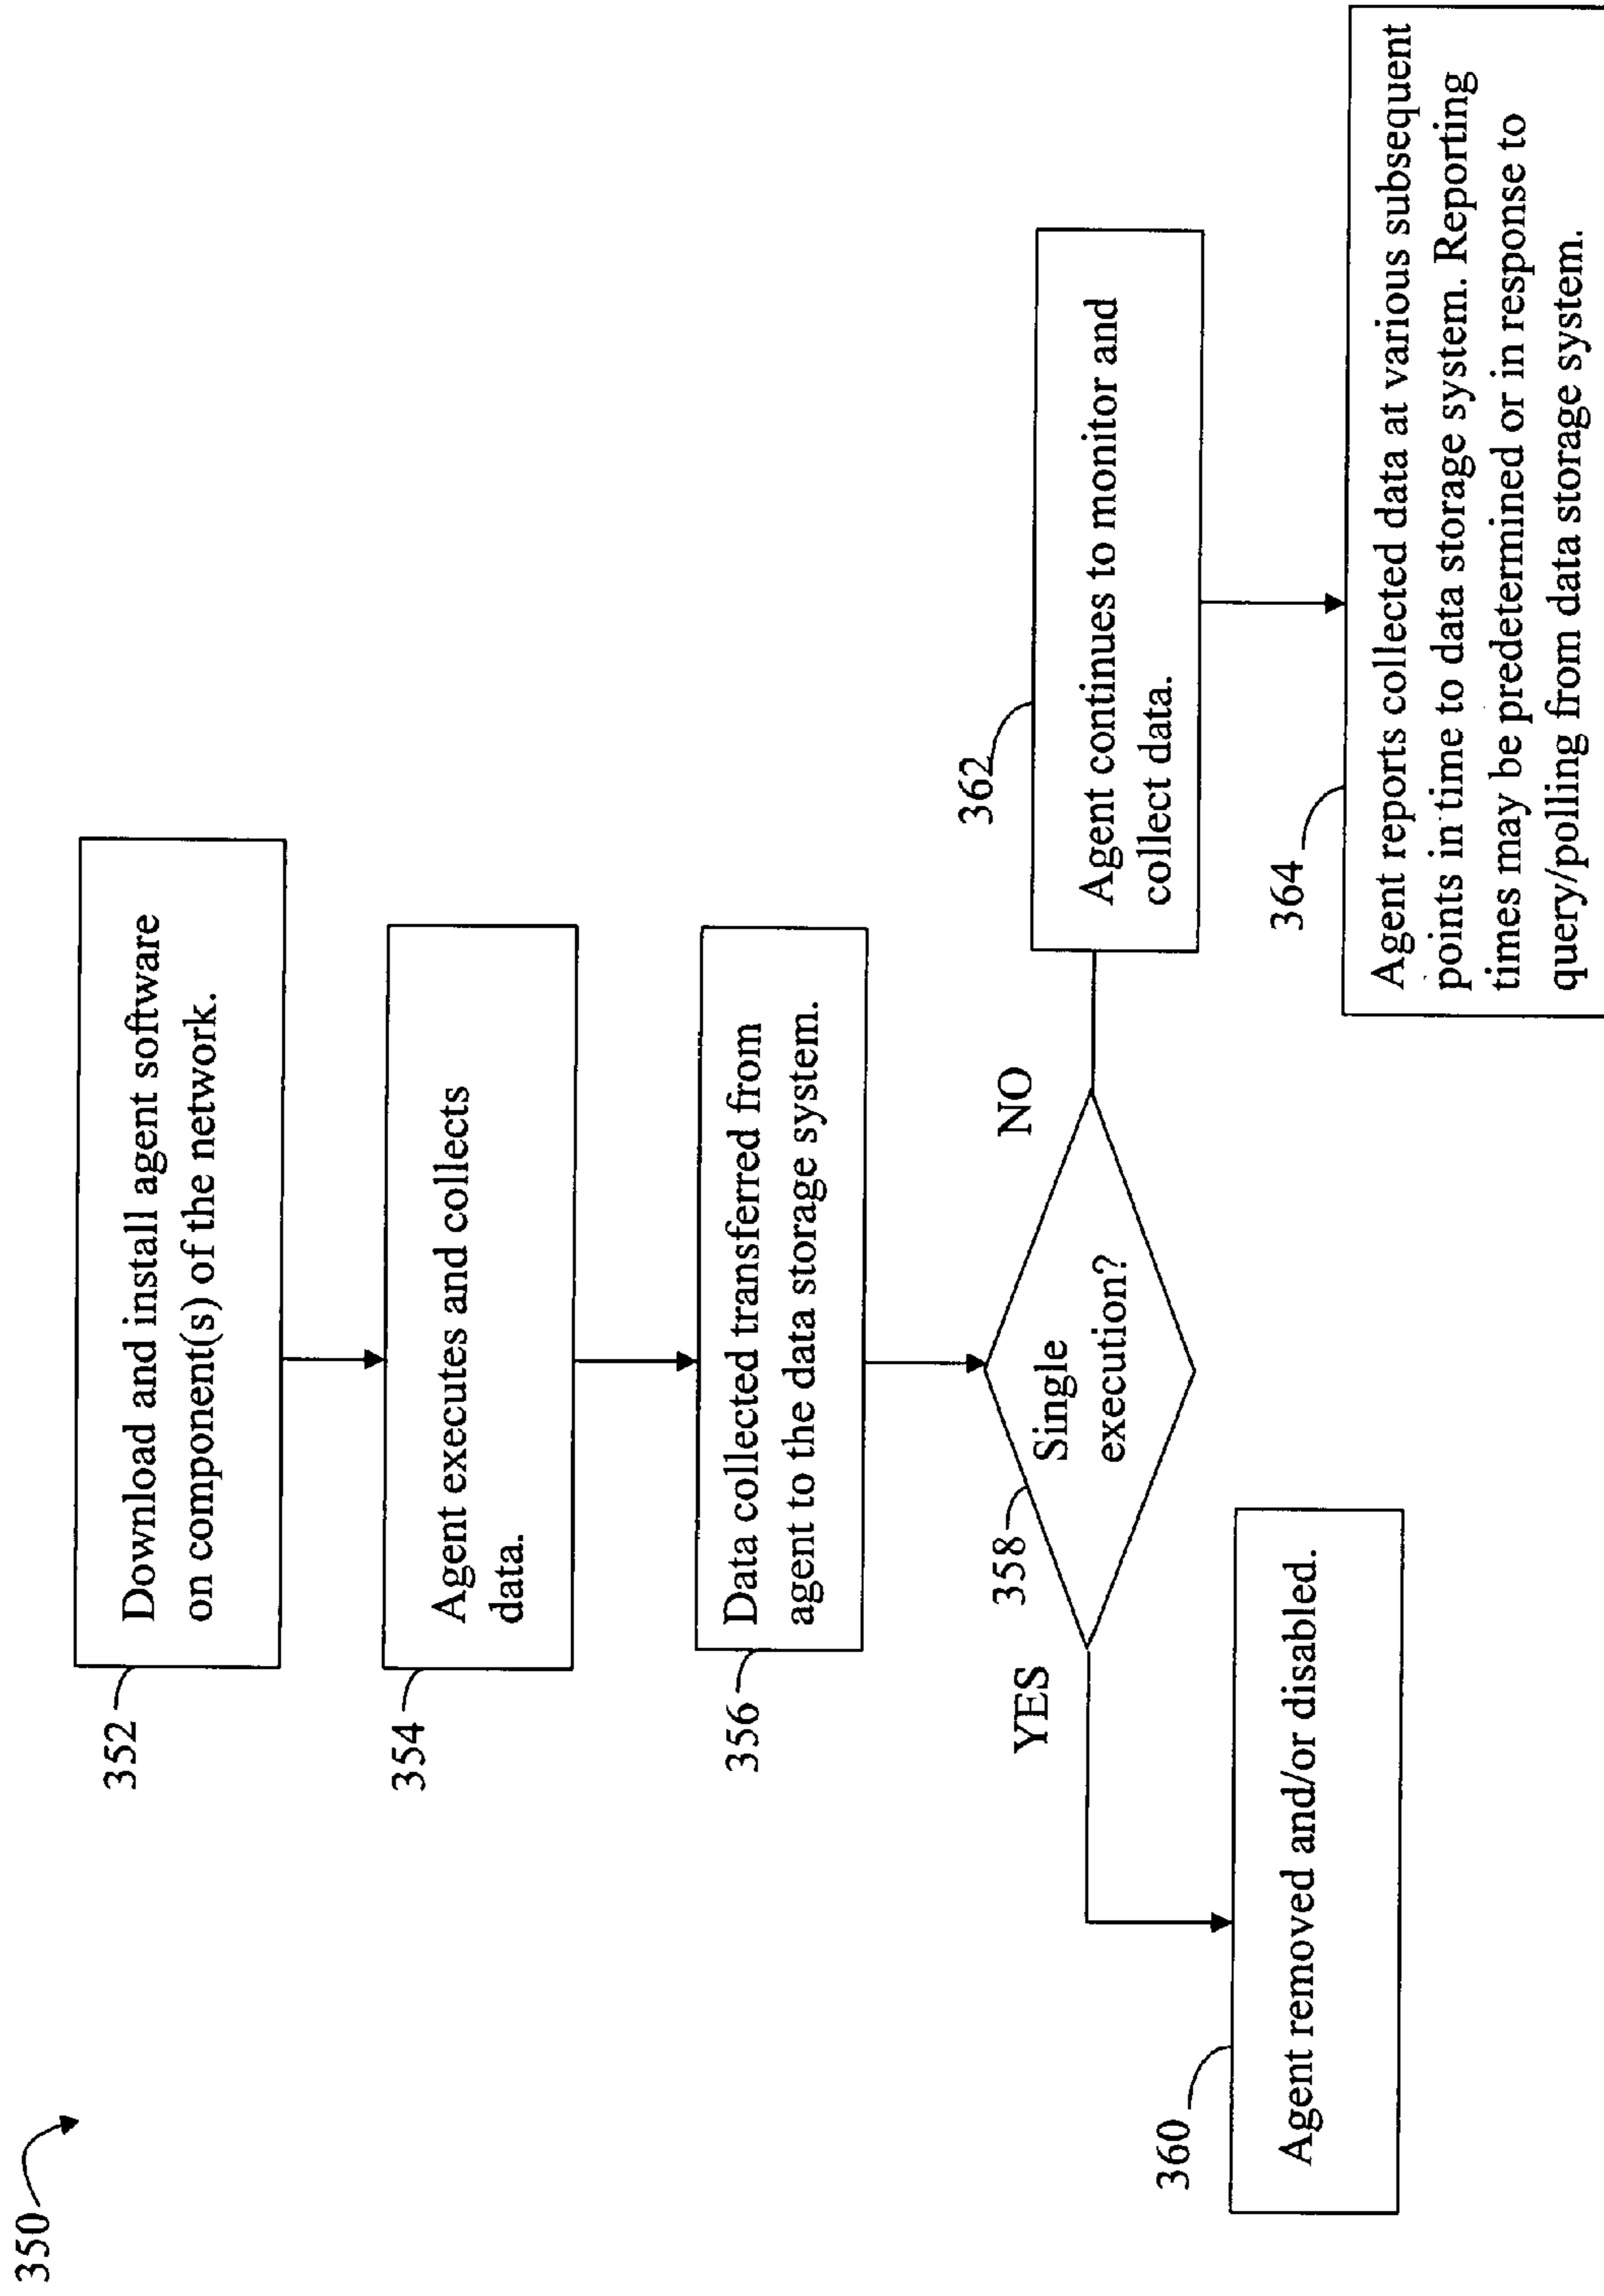 350
352
Download and install agent software
on component(s) of the network.
354
Agent executes and collects
data.
356
Data collected transferred from
agent to the data storage system.
358
Single
execution?
YES
NO
360
Agent removed and/or disabled.
362
Agent continues to monitor and
collect data.
364
Agent reports collected data at various subsequent
points in time to data storage system. Reporting
times may be predetermined or in response to
query/polling from data storage system.